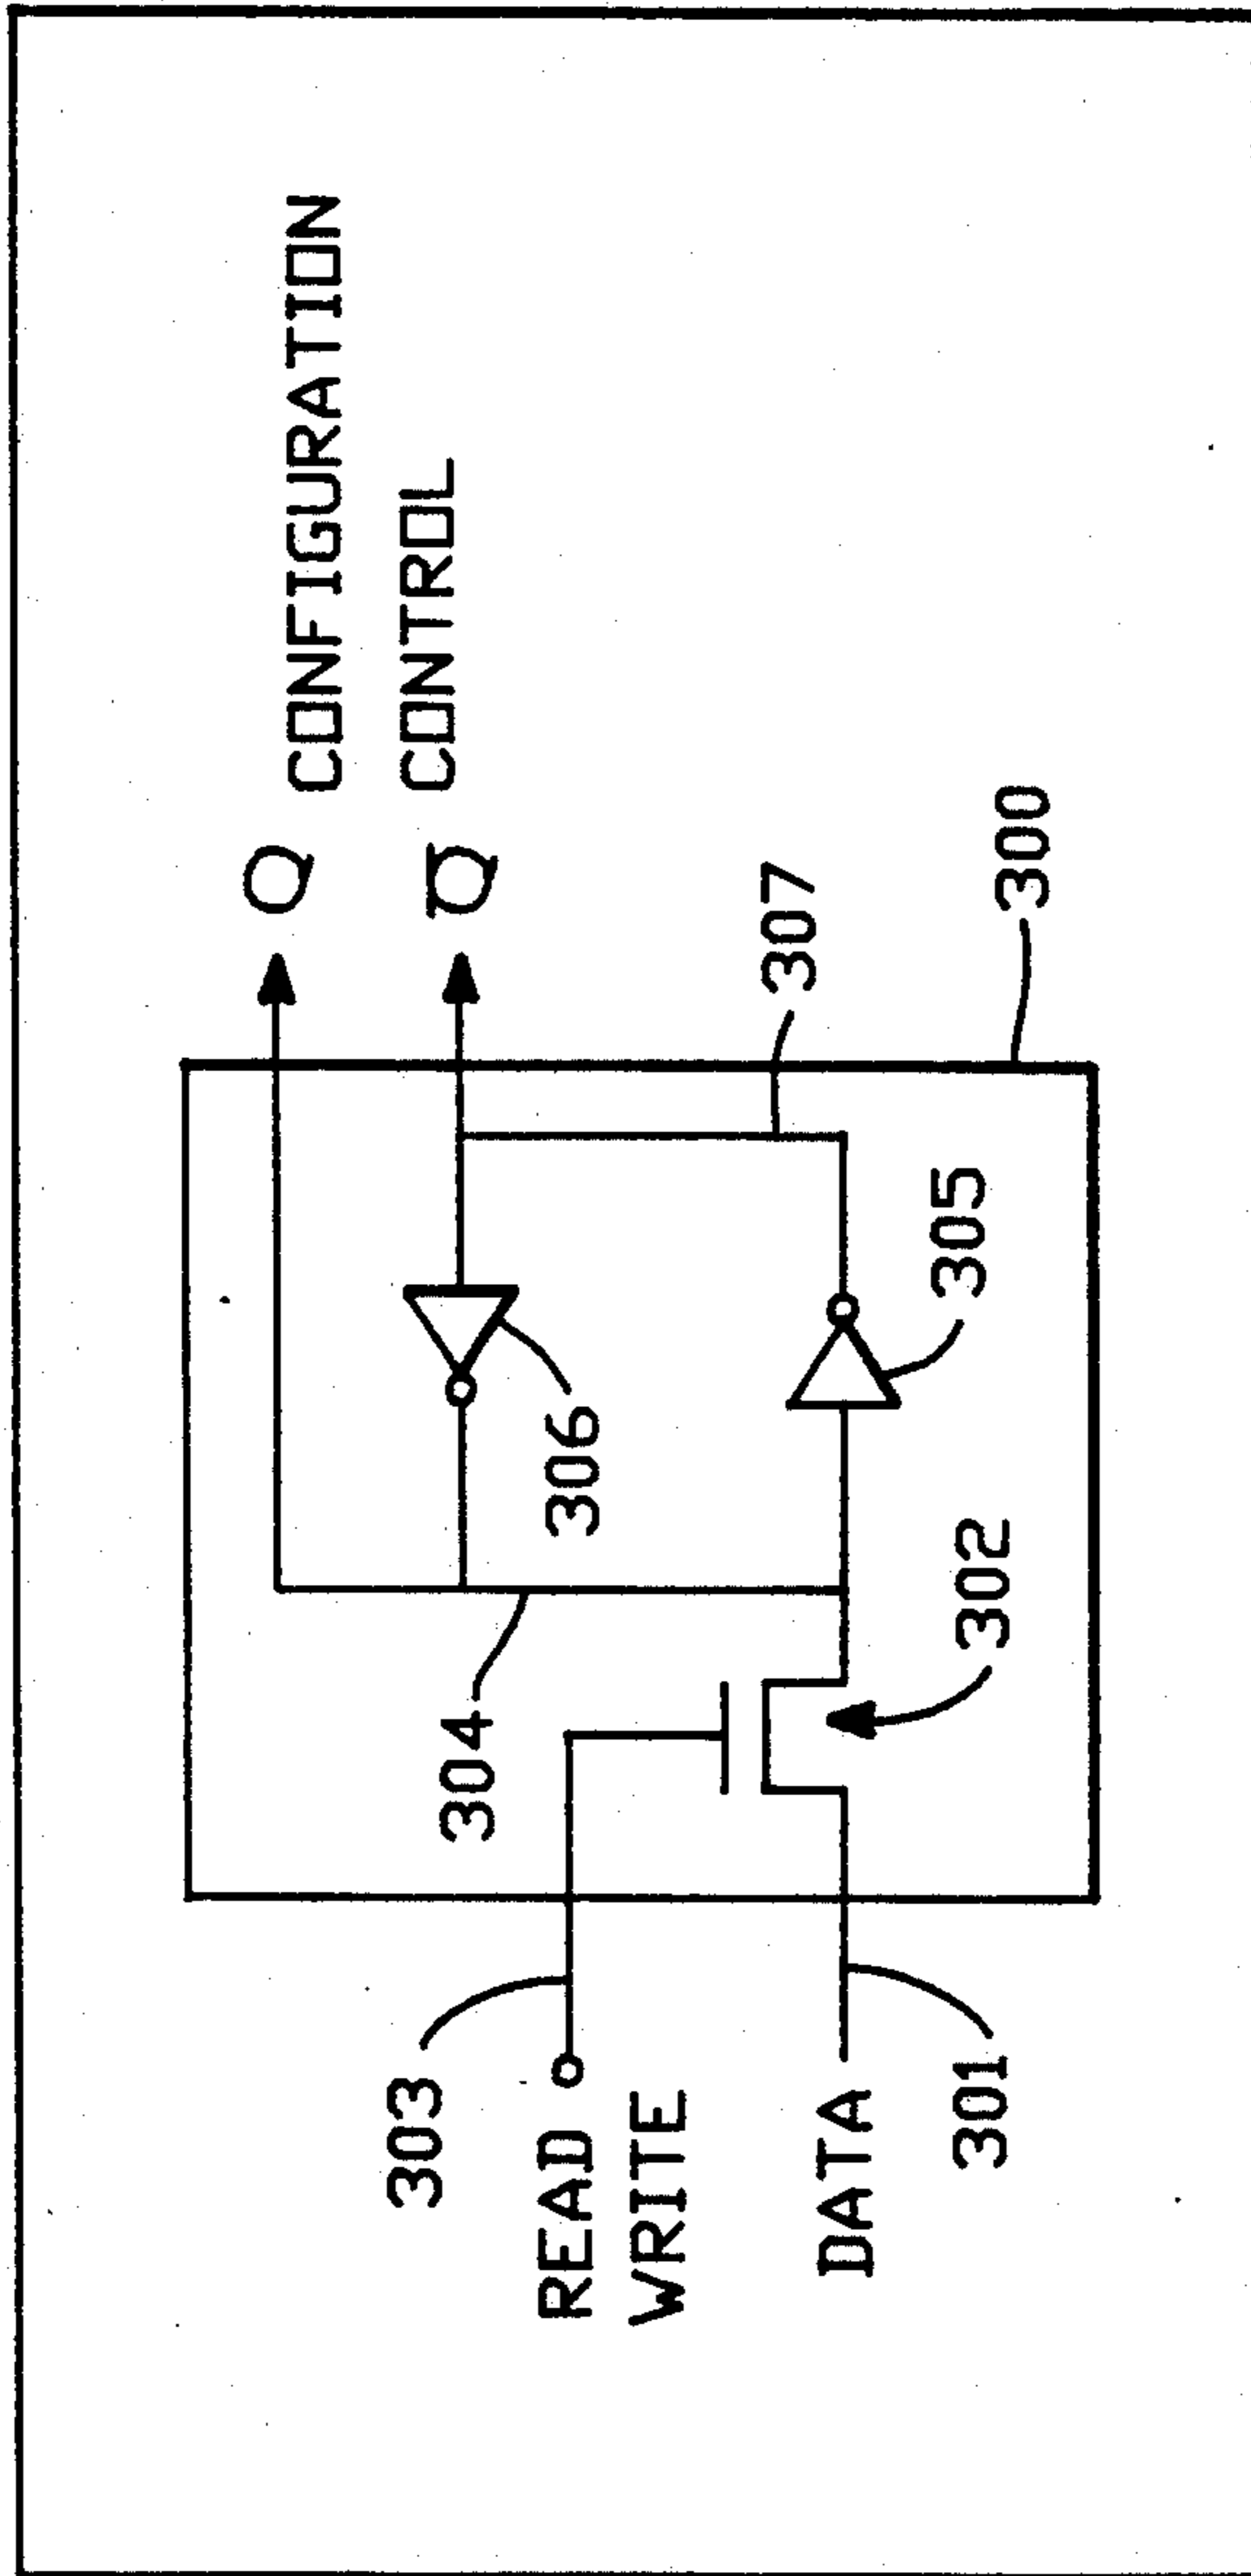 Q CONFIGURATION
Q̅ CONTROL
303
READ
WRITE
DATA
301
304
302
306
305
307
300